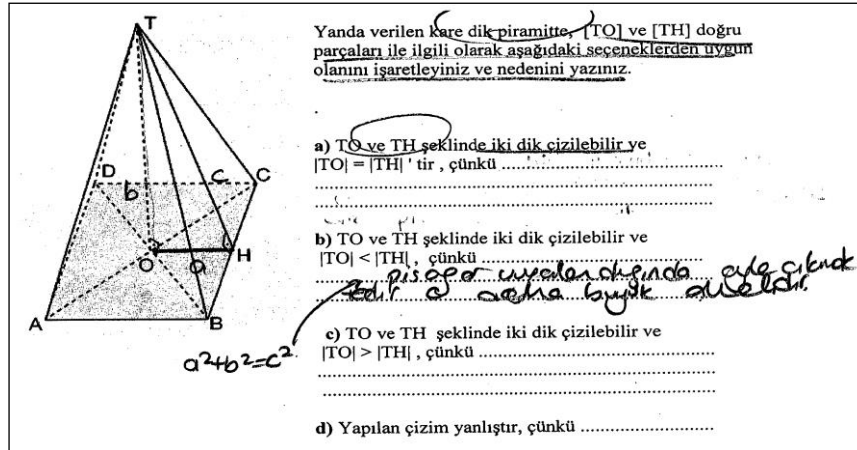 T
D
C
b
c
O
a
H
A
B
a²+b²=c²
Yanda verilen kare dik piramitte, [TO] ve [TH] doğru
parçaları ile ilgili olarak aşağıdaki seçeneklerden uygun
olanını işaretleyiniz ve nedenini yazınız.
a) TO ve TH şeklinde iki dik çizilebilir ve
|TO| = |TH| ' tir , çünkü ........................................
................................................................................
................................................................................
b) TO ve TH şeklinde iki dik çizilebilir ve
|TO| < |TH| , çünkü ........................................
pisagor uygulandığında öyle çıkmak
daha büyük
c) TO ve TH şeklinde iki dik çizilebilir ve
|TO| > |TH| , çünkü ................................................
................................................................................
................................................................................
d) Yapılan çizim yanlıştır, çünkü ...........................